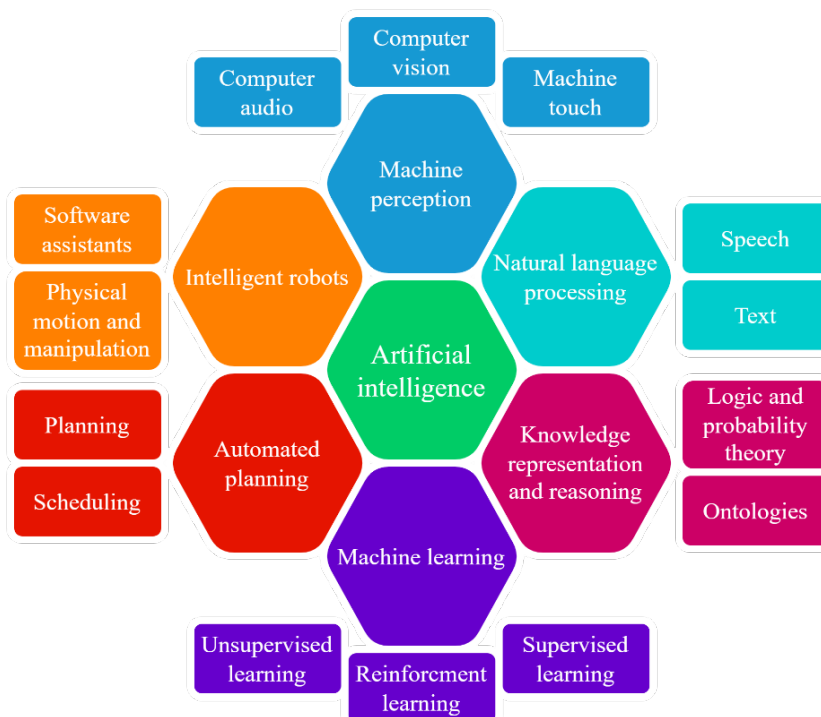 Computer
vision
Computer
audio
Machine
touch
Machine
perception
Software
assistants
Physical
motion and
manipulation
Intelligent robots
Natural language
processing
Speech
Text
Artificial
intelligence
Planning
Scheduling
Automated
planning
Knowledge
representation
and reasoning
Logic and
probability
theory
Ontologies
Machine learning
Unsupervised
learning
Reinforcment
learning
Supervised
learning